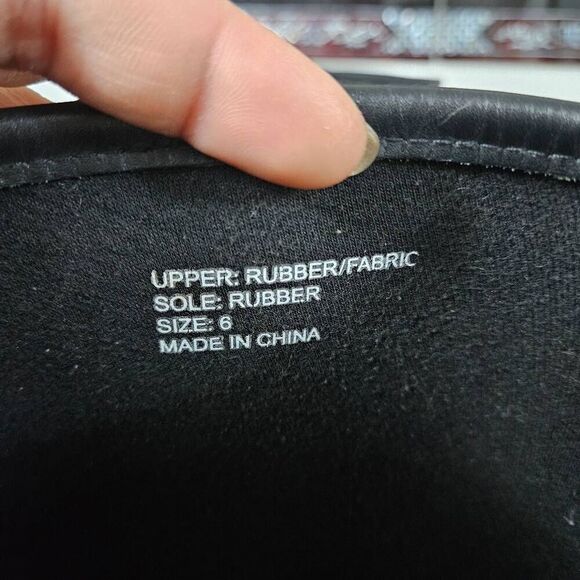 UPPER: RUBBER/FABRIC
SOLE: RUBBER
SIZE: 6
MADE IN CHINA